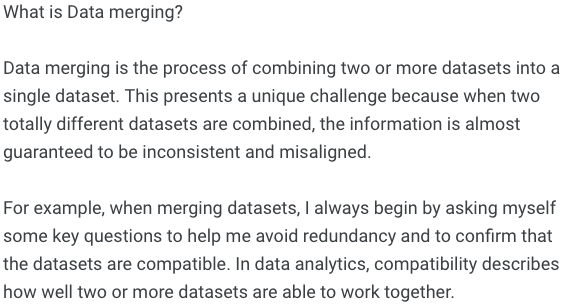 What is Data merging?
Data merging is the process of combining two or more datasets into a
single dataset. This presents a unique challenge because when two
totally different datasets are combined, the information is almost
guaranteed to be inconsistent and misaligned.
For example, when merging datasets, I always begin by asking myself
some key questions to help me avoid redundancy and to confirm that
the datasets are compatible. In data analytics, compatibility describes
how well two or more datasets are able to work together.